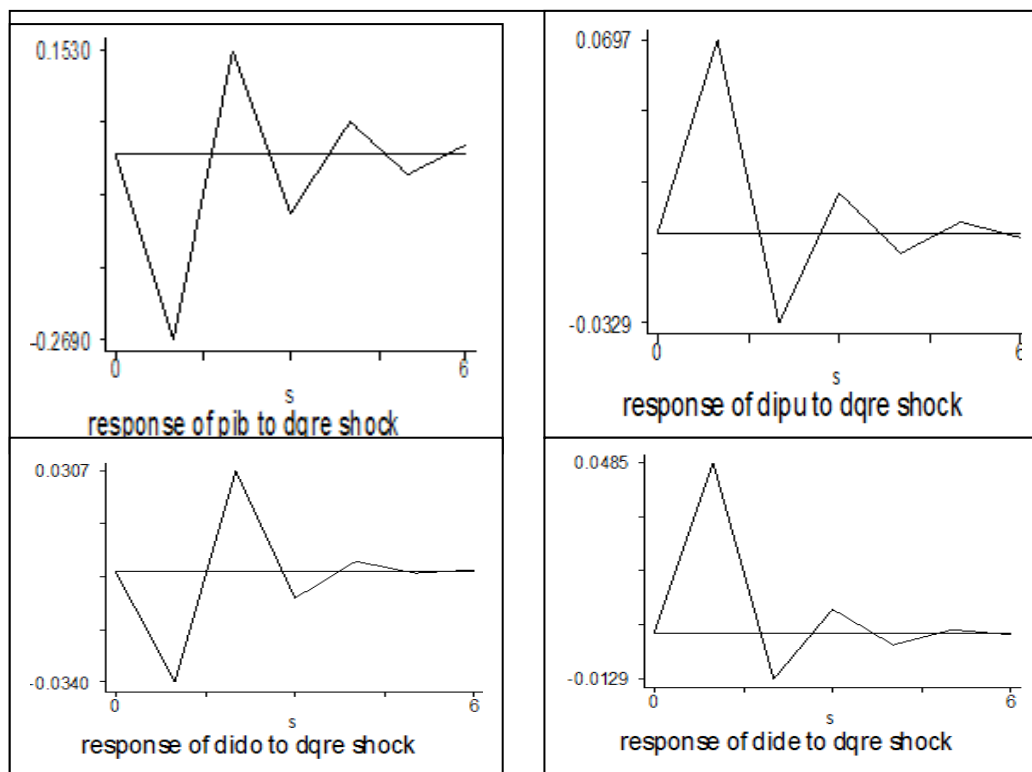 0.1530
-0.2690
0
6
s
response of pib to dqre shock
0.0697
-0.0329
0
6
s
response of dipu to dqre shock
0.0307
-0.0340
0
6
s
response of dido to dqre shock
0.0485
-0.0129
0
6
s
response of dide to dqre shock